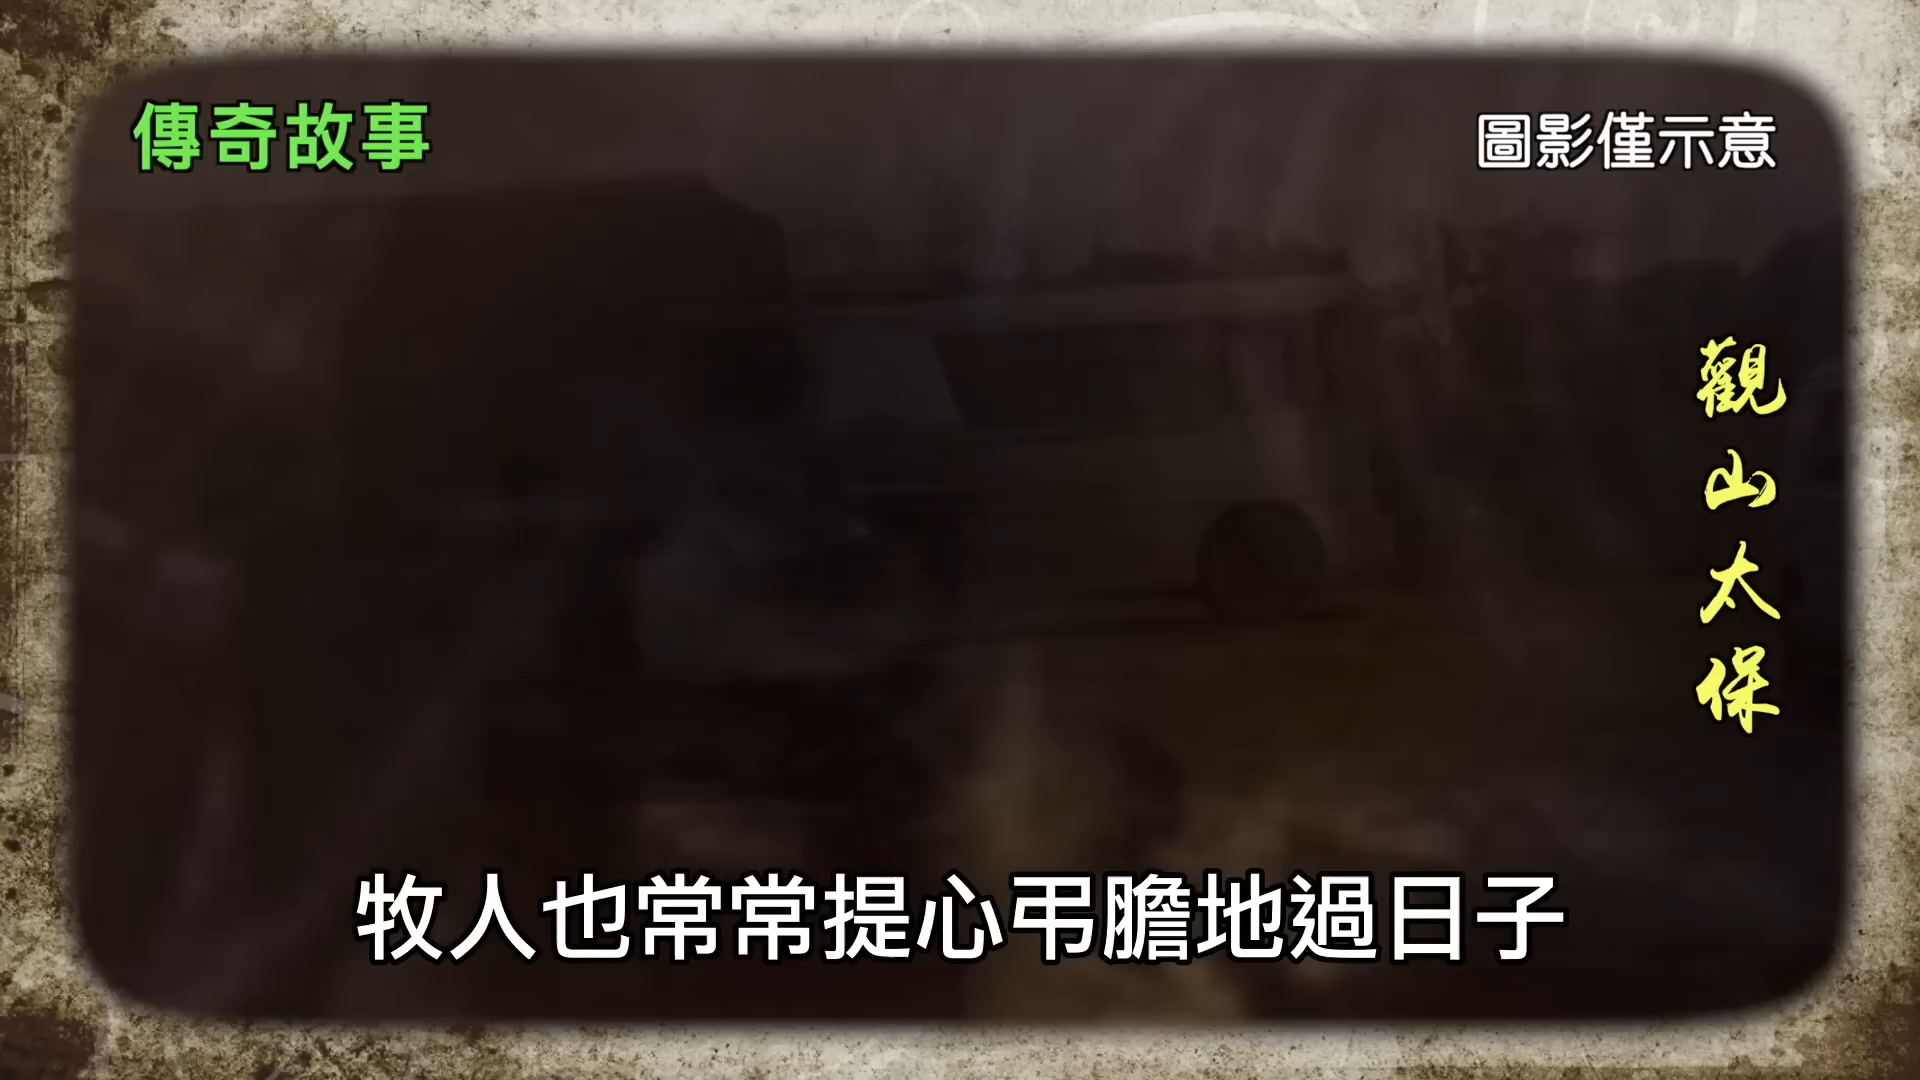 傳奇故事
圖影僅示意
觀山太保
牧人也常常提心弔膽地過日子